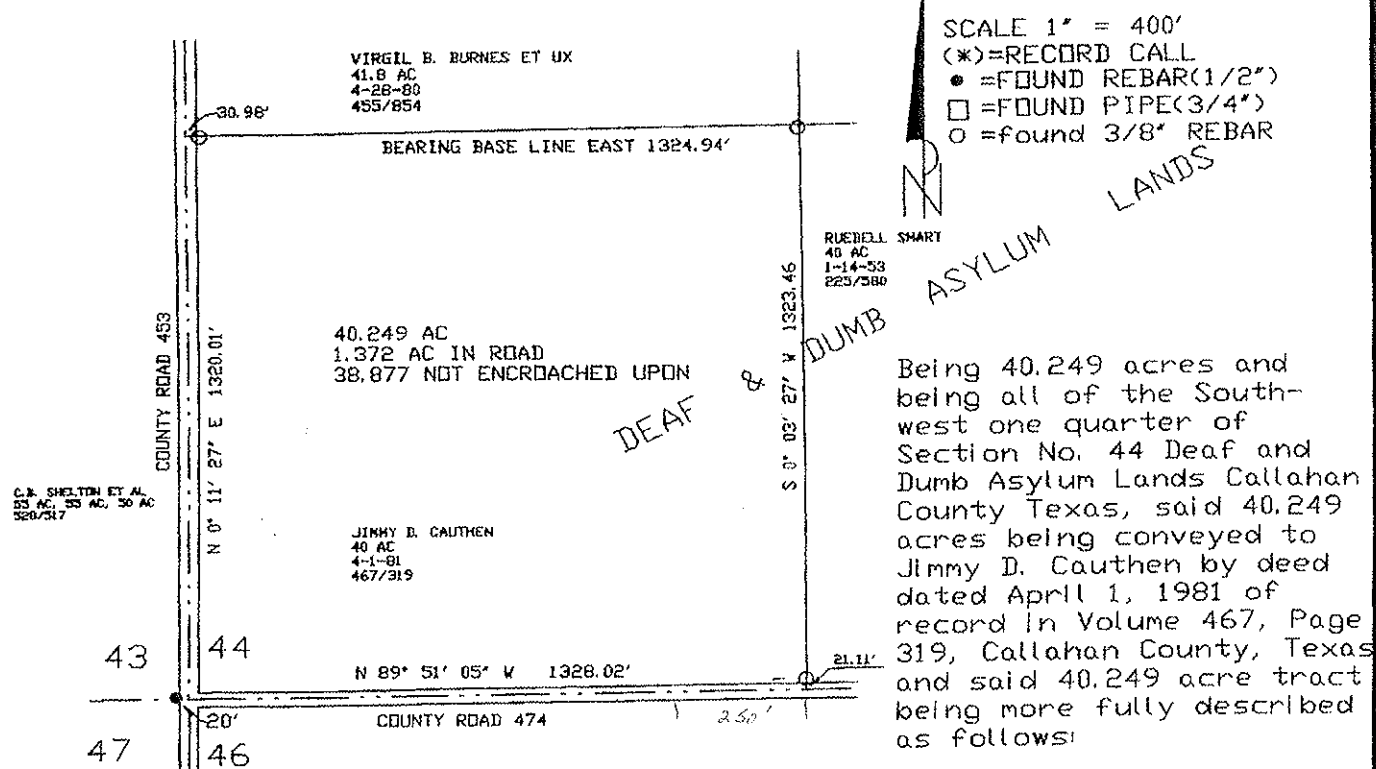 SCALE 1" = 400'
(*)=RECORD CALL
● =FOUND REBAR(1/2")
□ =FOUND PIPE(3/4")
○ =found 3/8" REBAR
N
VIRGIL B. BURNES ET UX
41.8 AC
4-28-80
455/854
30.98'
BEARING BASE LINE EAST 1324.94'
DEAF & DUMB ASYLUM LANDS
RUEBELL SMART
40 AC
1-14-53
225/580
S 0° 03' 27" W 1323.46
40.249 AC
1.372 AC IN ROAD
38.877 NOT ENCROACHED UPON
COUNTY ROAD 453
N 0° 11' 27" E 1320.01'
SHELTON ET AL
55 AC, 55 AC, 50 AC
520/517
JIMMY D. CAUTHEN
40 AC
4-1-81
467/319
43
44
N 89° 51' 05" W 1328.02'
21.11'
20'
COUNTY ROAD 474
250'
47
46
Being 40.249 acres and
being all of the South-
west one quarter of
Section No. 44 Deaf and
Dumb Asylum Lands Callahan
County Texas, said 40.249
acres being conveyed to
Jimmy D. Cauthen by deed
dated April 1, 1981 of
record in Volume 467, Page
319, Callahan County, Texas
and said 40.249 acre tract
being more fully described
as follows: